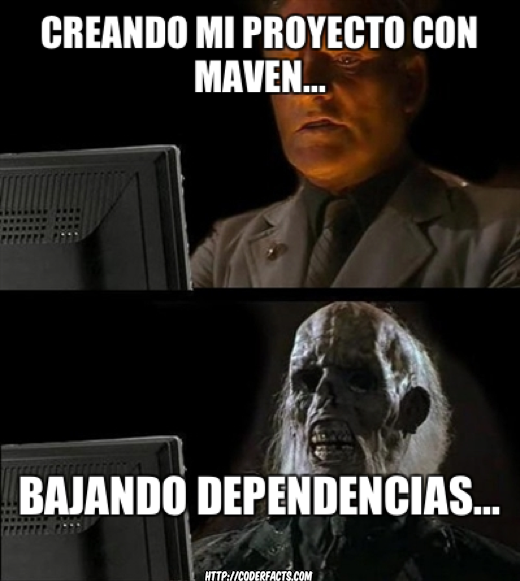 CREANDO MI PROYECTO CON
MAVEN...
BAJANDO DEPENDENCIAS...
HTTP://CODERFACTS.COM